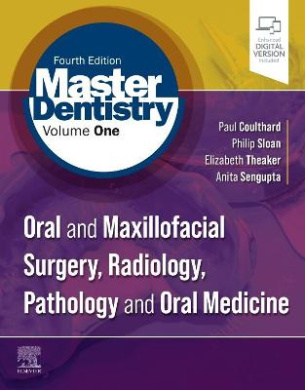 Fourth Edition
Master
Dentistry
Volume One
Enhanced
DIGITAL
VERSION
Included
Paul Coulthard
Philip Sloan
Elizabeth Theaker
Anita Sengupta
Oral and Maxillofacial
Surgery, Radiology,
Pathology and Oral Medicine
ELSEVIER